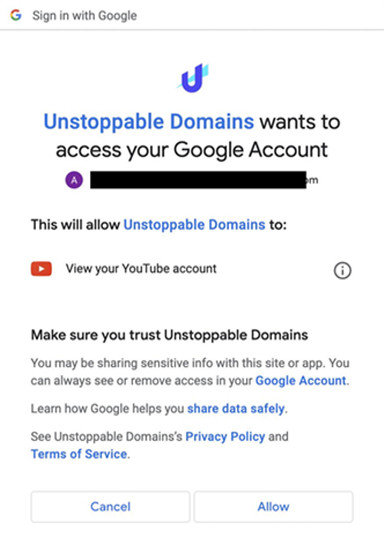 Sign in with Google
Unstoppable Domains wants to
access your Google Account
A
om
This will allow Unstoppable Domains to:
View your YouTube account
Make sure you trust Unstoppable Domains
You may be sharing sensitive info with this site or app. You
can always see or remove access in your Google Account.
Learn how Google helps you share data safely.
See Unstoppable Domains's Privacy Policy and
Terms of Service.
Cancel Allow